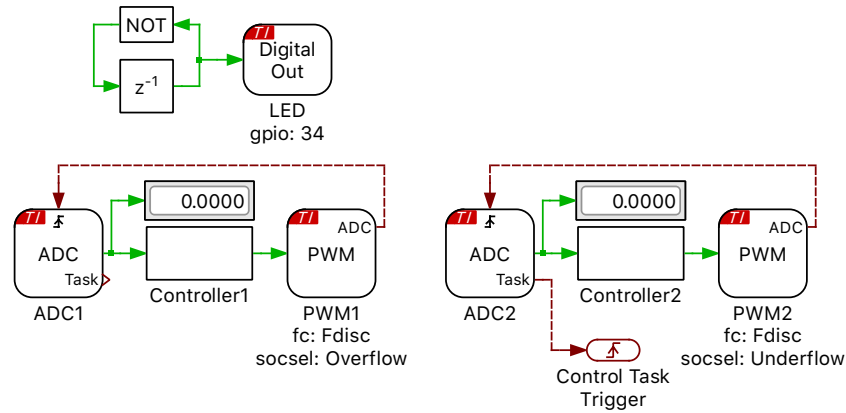 NOT
z-1
TI
Digital
Out
LED
gpio: 34
TI
ADC
Task
ADC1
0.0000
Controller1
TI
ADC
PWM
PWM1
fc: Fdisc
socsel: Overflow
TI
ADC
Task
ADC2
0.0000
Controller2
TI
ADC
PWM
PWM2
fc: Fdisc
socsel: Underflow
Control Task
Trigger